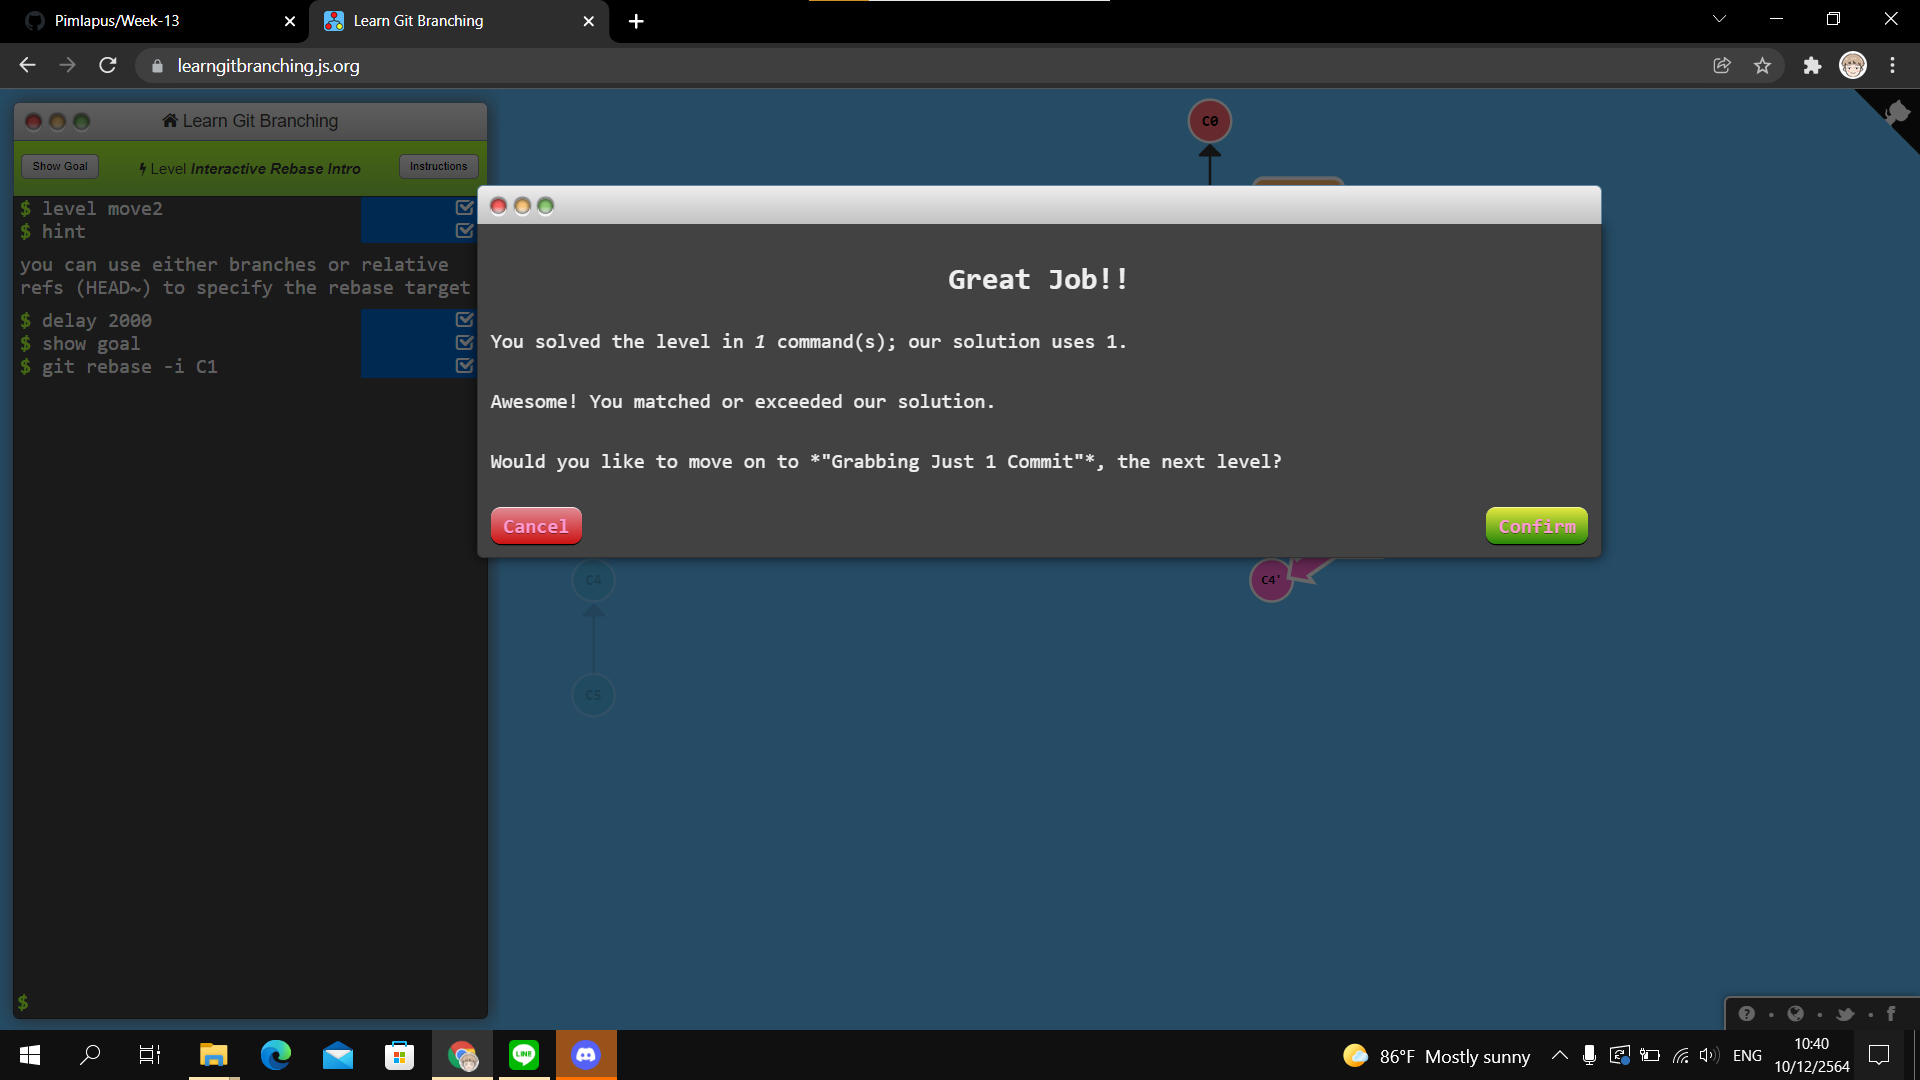 Pimlapus/Week-13
Learn Git Branching
learngitbranching.js.org
Learn Git Branching
Show Goal
Level Interactive Rebase Intro
Instructions
$ level move2
$ hint
you can use either branches or relative
refs (HEAD~) to specify the rebase target
$ delay 2000
$ show goal
$ git rebase -i C1
$
C0
Great Job!!
You solved the level in 1 command(s); our solution uses 1.
Awesome! You matched or exceeded our solution.
Would you like to move on to *"Grabbing Just 1 Commit"*, the next level?
Cancel
Confirm
C4
C4'
C5
86°F Mostly sunny
ENG
10:40
10/12/2564